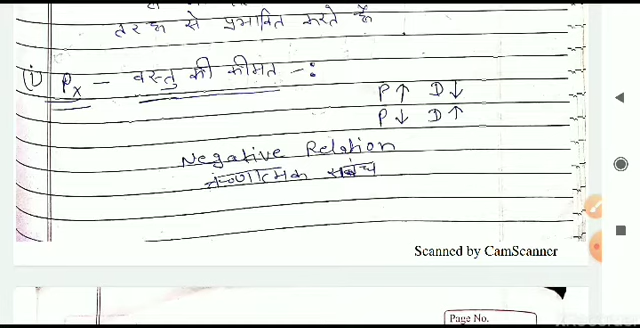 तरह से प्रभावित करते हैं
(i) Px - वस्तु की कीमत -:
P↑ D↓
P↓ D↑
Negative Relation
ऋणात्मक संबंध
Scanned by CamScanner
Page No.